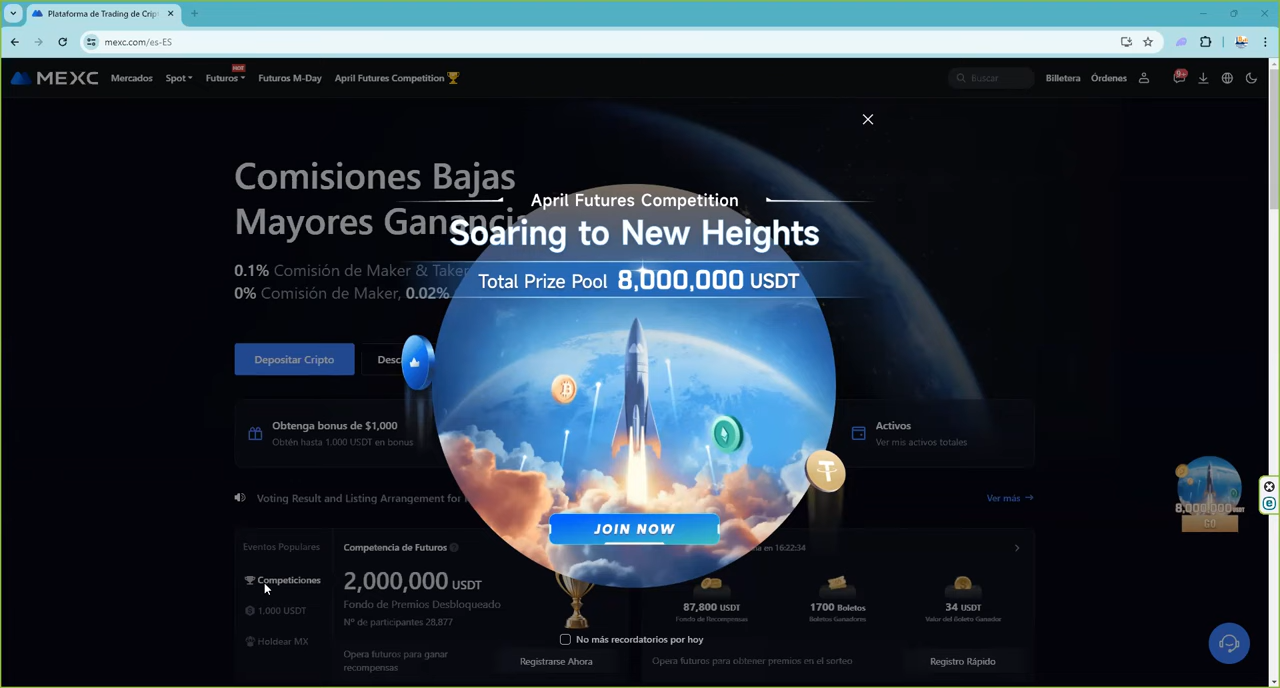 Plataforma de Trading de Crip
mexc.com/es-ES
MEXC
Mercados
Spot
Futuros
HOT
Futuros M-Day
April Futures Competition
Buscar
Billetera
Órdenes
9+
Comisiones Bajas
Mayores Gananci
0.1% Comisión de Maker & Taker
0% Comisión de Maker, 0.02%
Depositar Cripto
Desc
April Futures Competition
Soaring to New Heights
Total Prize Pool 8,000,000 USDT
JOIN NOW
Obtenga bonus de $1,000
Obtén hasta 1.000 USDT en bonus
Activos
Ver mis activos totales
Voting Result and Listing Arrangement for
Ver más
8,000,000 USDT
GO
Eventos Populares
Competiciones
1,000 USDT
Holdear MX
Competencia de Futuros
2,000,000 USDT
Fondo de Premios Desbloqueado
Nº de participantes 28,877
Opera futuros para ganar
recompensas
Registrarse Ahora
en 16:22:34
87,800 USDT
Fondo de Recompensas
1700 Boletos
Boletos Ganadores
34 USDT
Valor del Boleto Ganador
Opera futuros para obtener premios en el sorteo
Registro Rápido
No más recordatorios por hoy